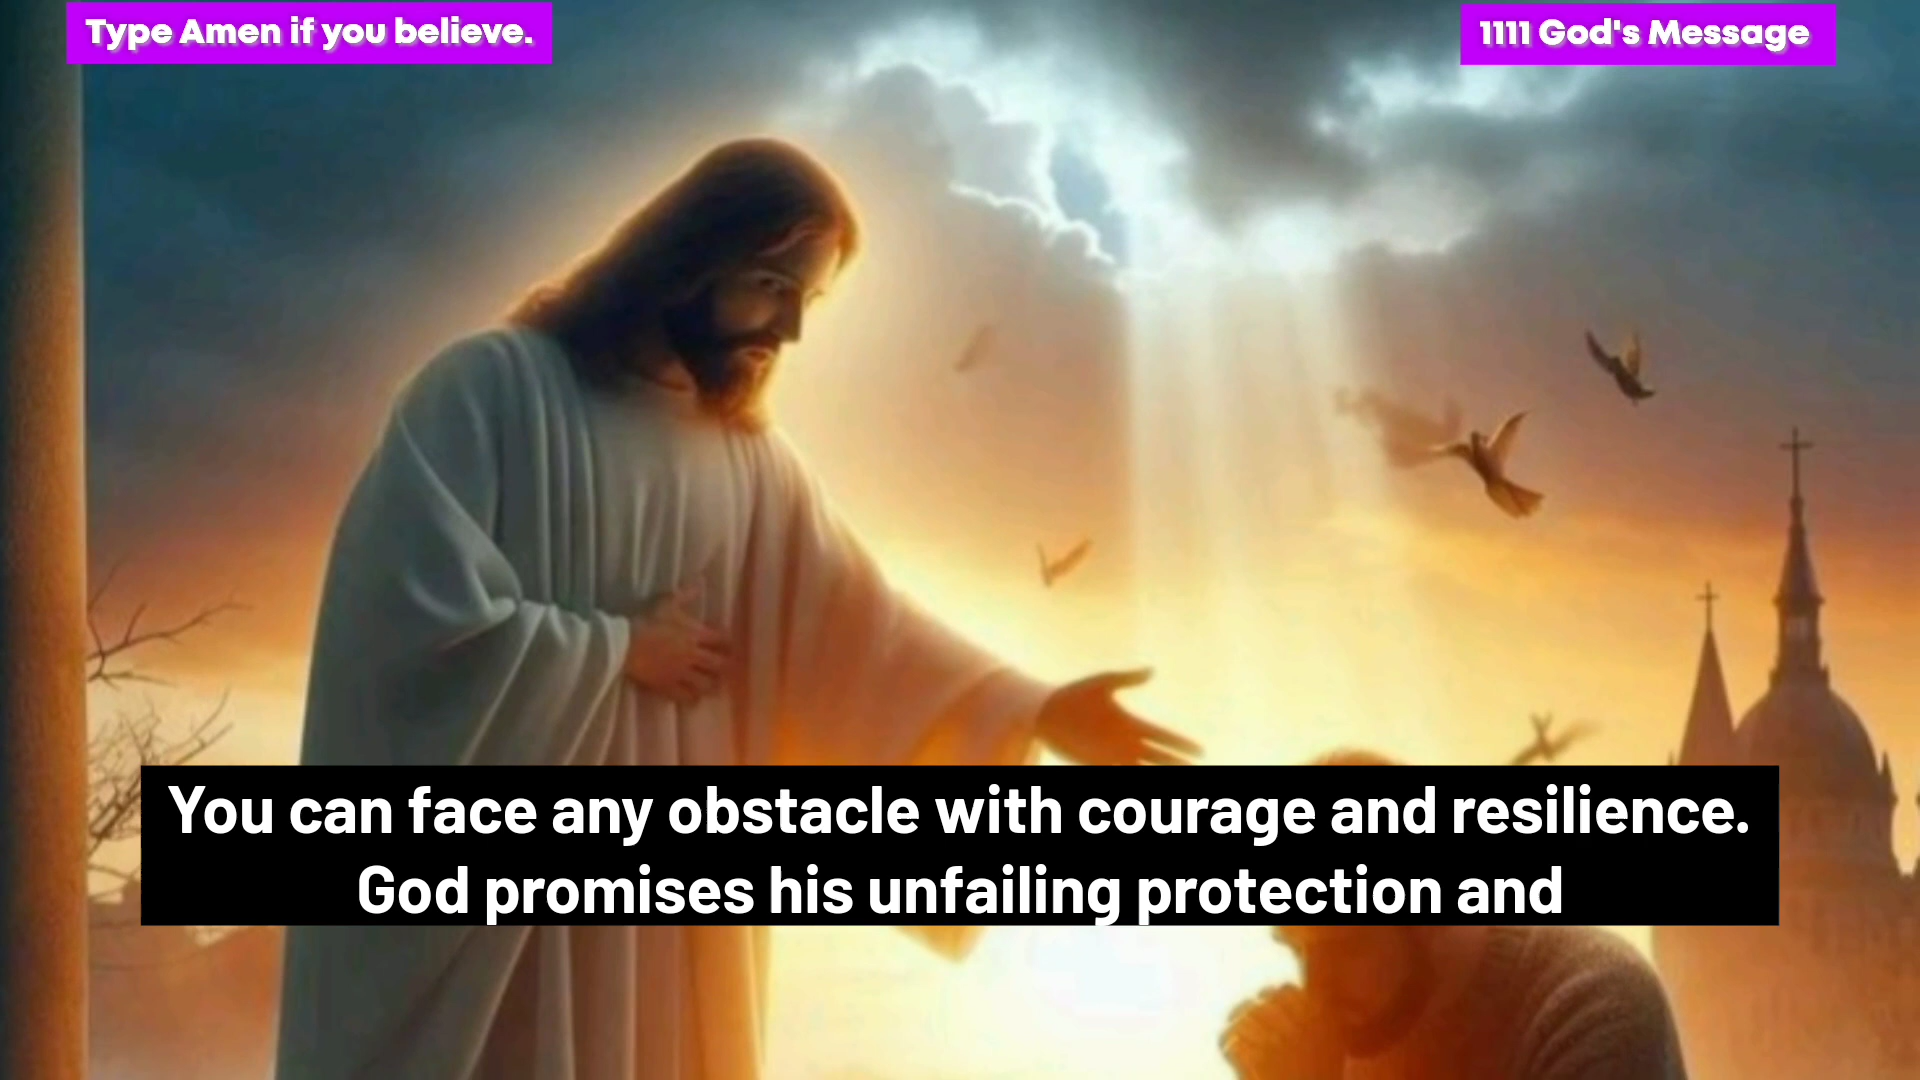 Type Amen if you believe.
1111 God's Message
You can face any obstacle with courage and resilience.
God promises his unfailing protection and